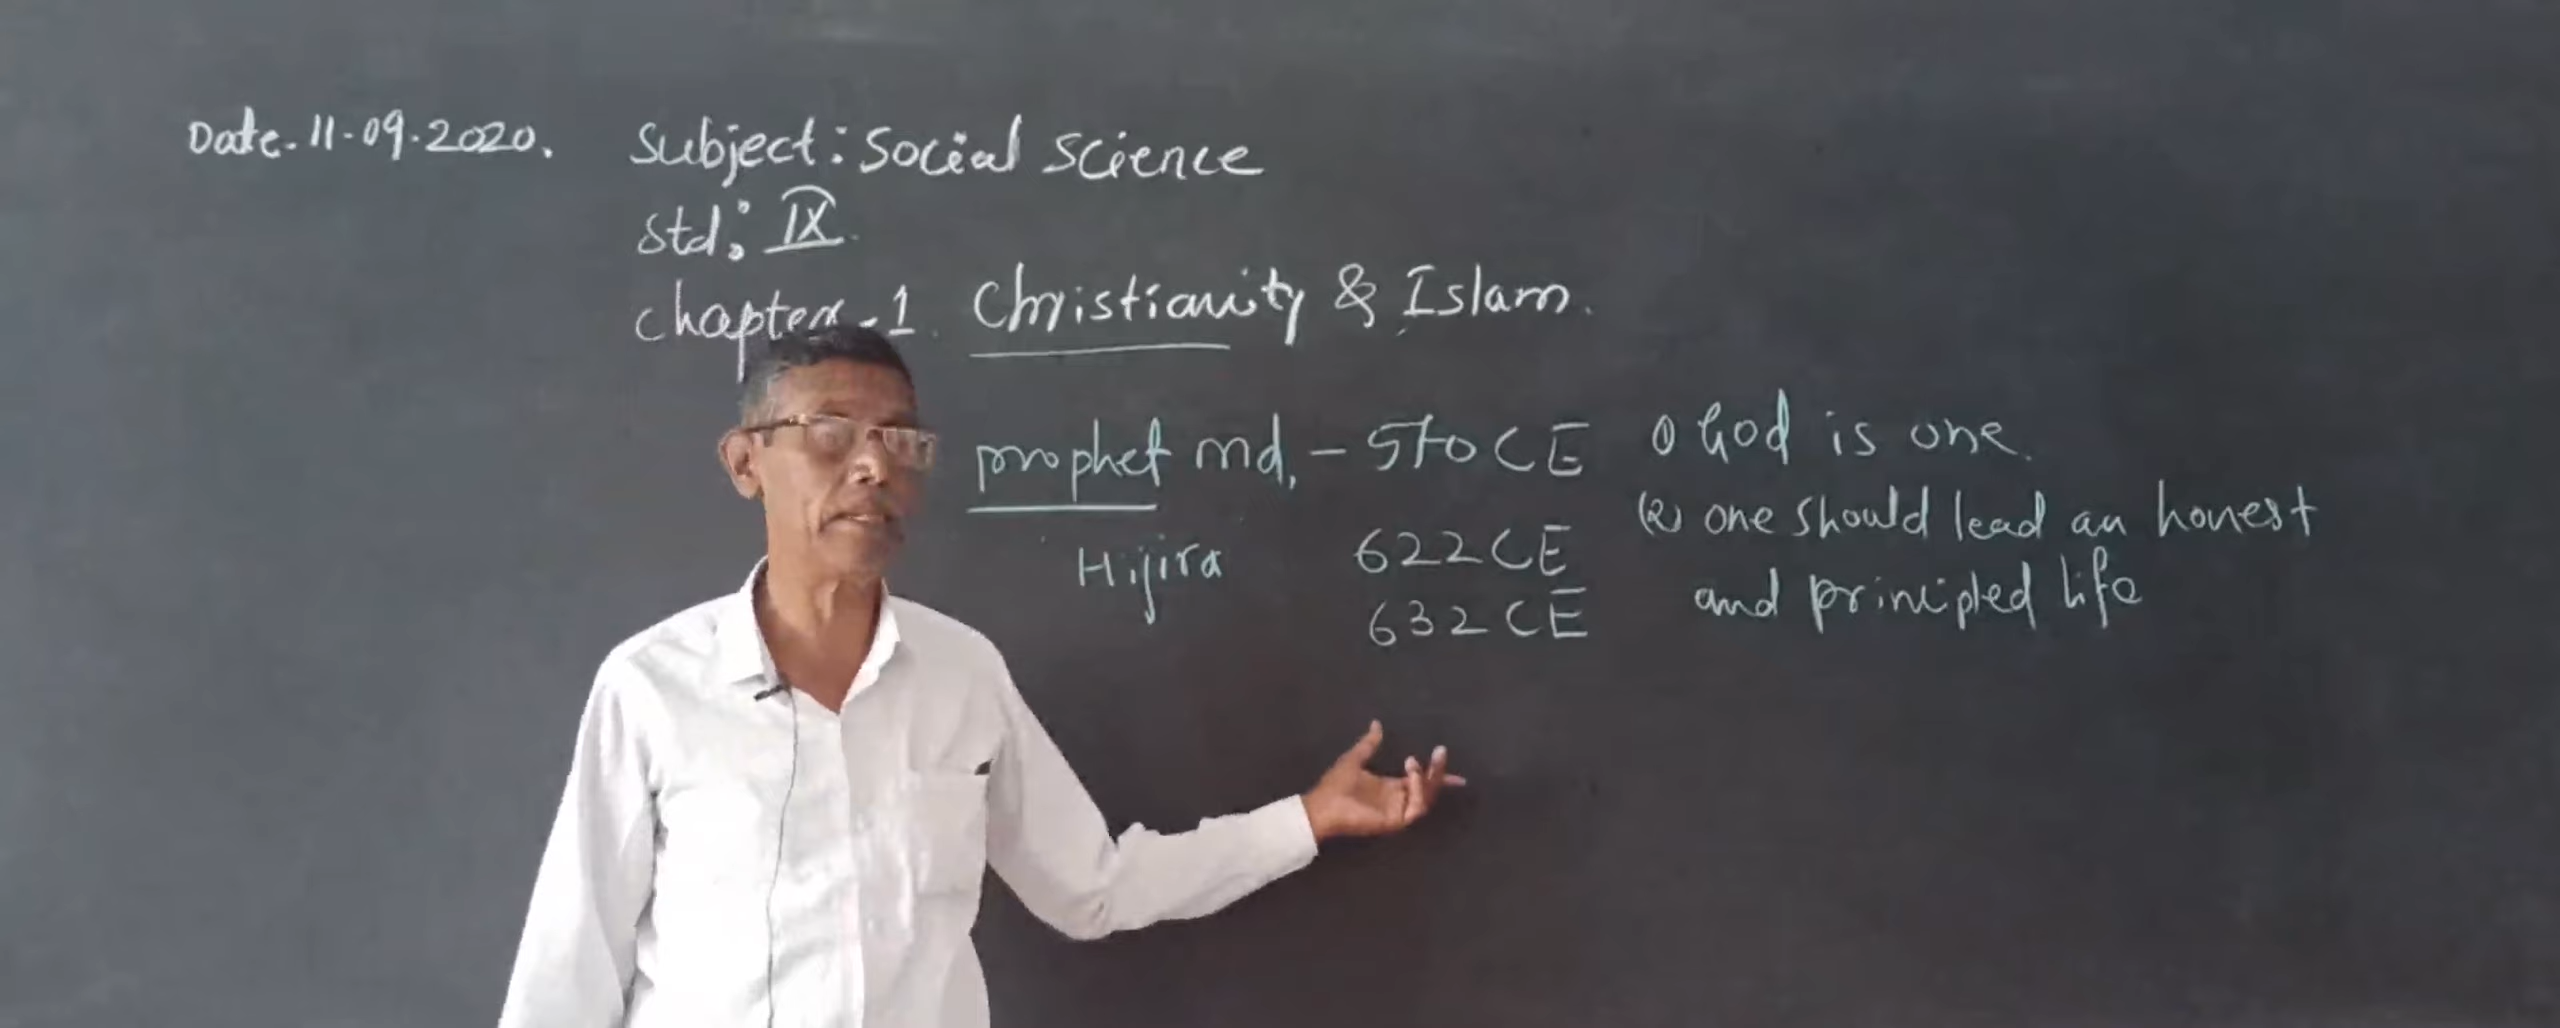 Date. 11-09-2020.
Subject: Social Science
Std: IX
Chapter-1. Christianity & Islam.
prophet md, - 570 CE
Hijira 622 CE
632 CE
(1) God is one.
(2) one should lead an honest
and principled life